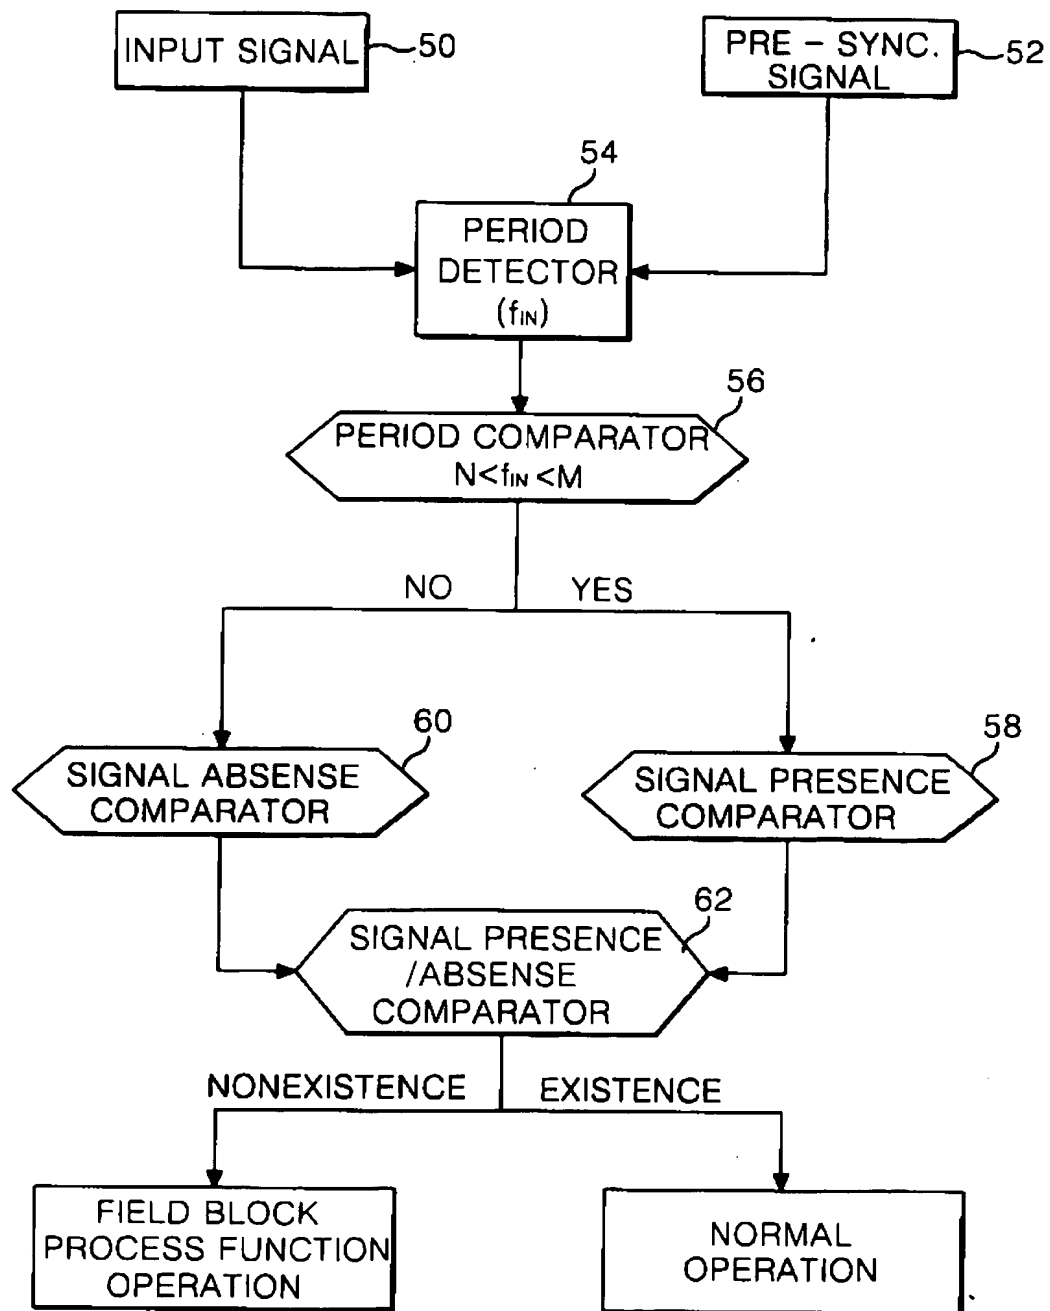 INPUT SIGNAL
50
PRE - SYNC.
SIGNAL
52
54
PERIOD
DETECTOR
(fIN)
56
PERIOD COMPARATOR
N<fIN<M
NO
YES
60
SIGNAL ABSENSE
COMPARATOR
58
SIGNAL PRESENCE
COMPARATOR
62
SIGNAL PRESENCE
/ABSENSE
COMPARATOR
NONEXISTENCE
EXISTENCE
FIELD BLOCK
PROCESS FUNCTION
OPERATION
NORMAL
OPERATION